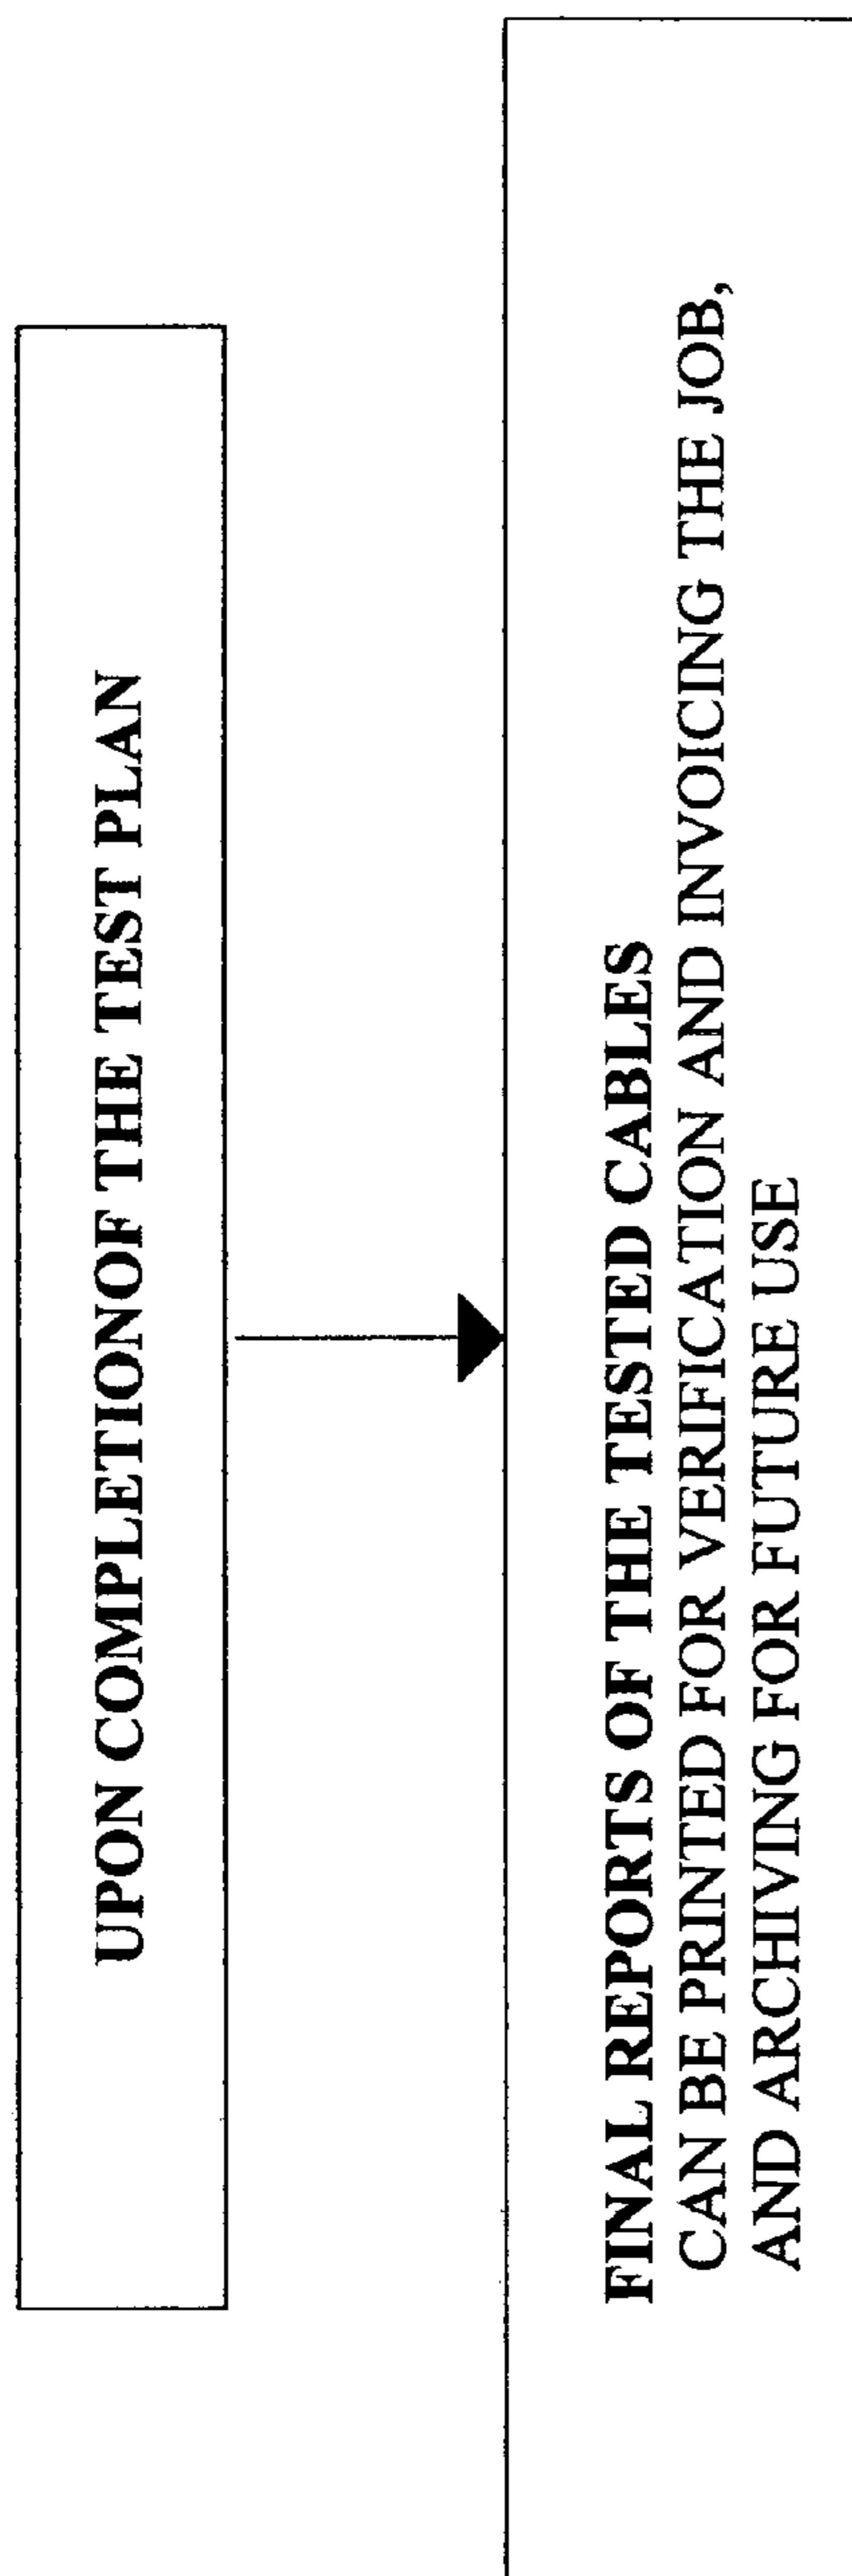 UPON COMPLETIONOF THE TEST PLAN
FINAL REPORTS OF THE TESTED CABLES
CAN BE PRINTED FOR VERIFICATION AND INVOICING THE JOB,
AND ARCHIVING FOR FUTURE USE